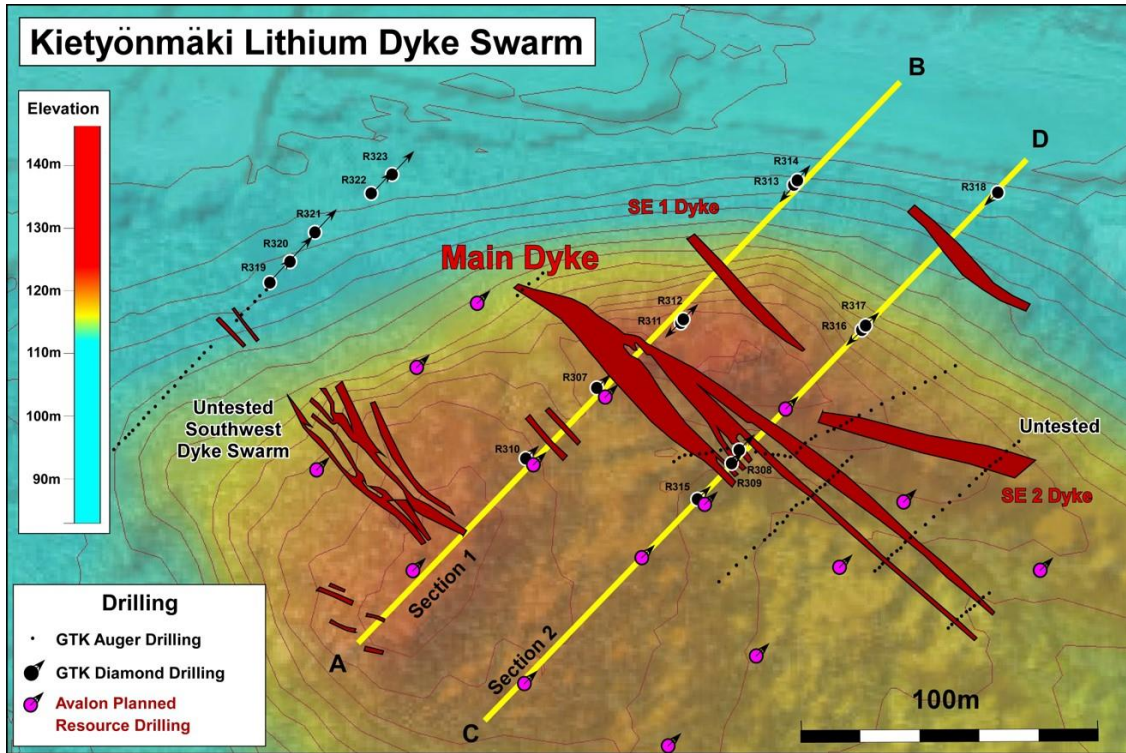 Kietyönmäki Lithium Dyke Swarm
B
D
Elevation
140m
130m
120m
110m
100m
90m
R323
R322
R321
R320
R319
R314
R313
R318
SE 1 Dyke
Main Dyke
R312
R311
R317
R316
R307
Untested
Southwest
Dyke Swarm
R310
Untested
R308
R309
R315
SE 2 Dyke
Section 1
Section 2
A
C
Drilling
GTK Auger Drilling
GTK Diamond Drilling
Avalon Planned
Resource Drilling
100m